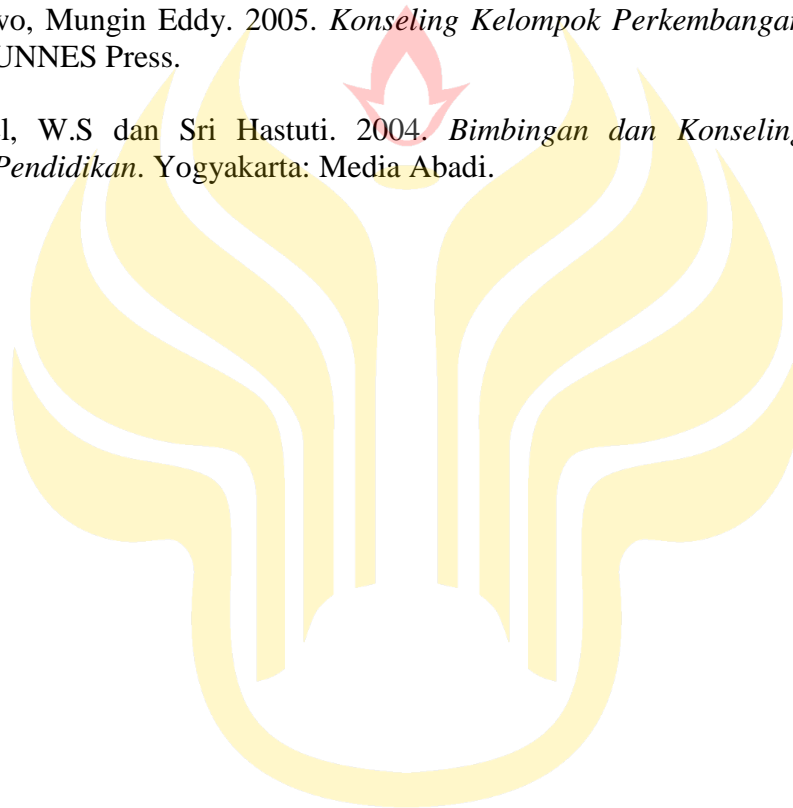 wo, Mungin Eddy. 2005. Konseling Kelompok Perkembangan
UNNES Press.
l, W.S dan Sri Hastuti. 2004. Bimbingan dan Konseling
Pendidikan. Yogyakarta: Media Abadi.